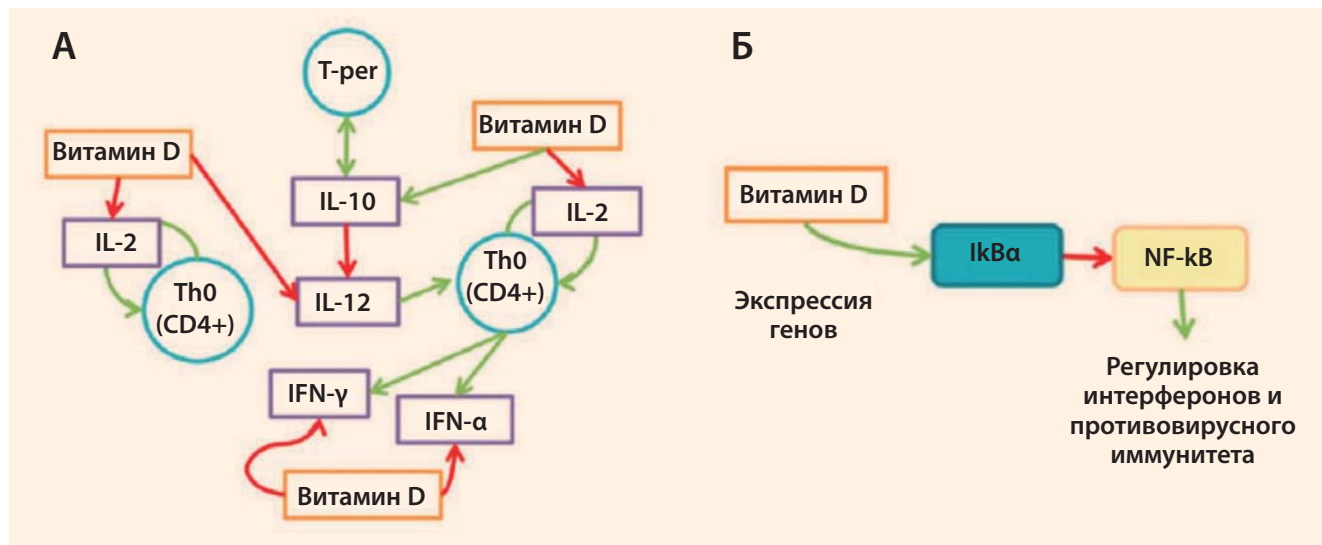 А
T-рег
Витамин D
IL-2
Th0
(CD4+)
IL-10
IL-12
Витамин D
IL-2
Th0
(CD4+)
IFN-γ
IFN-α
Витамин D
Б
Витамин D
IkBα
NF-kB
Экспрессия
генов
Регулировка
интерферонов и
противовирусного
иммунитета